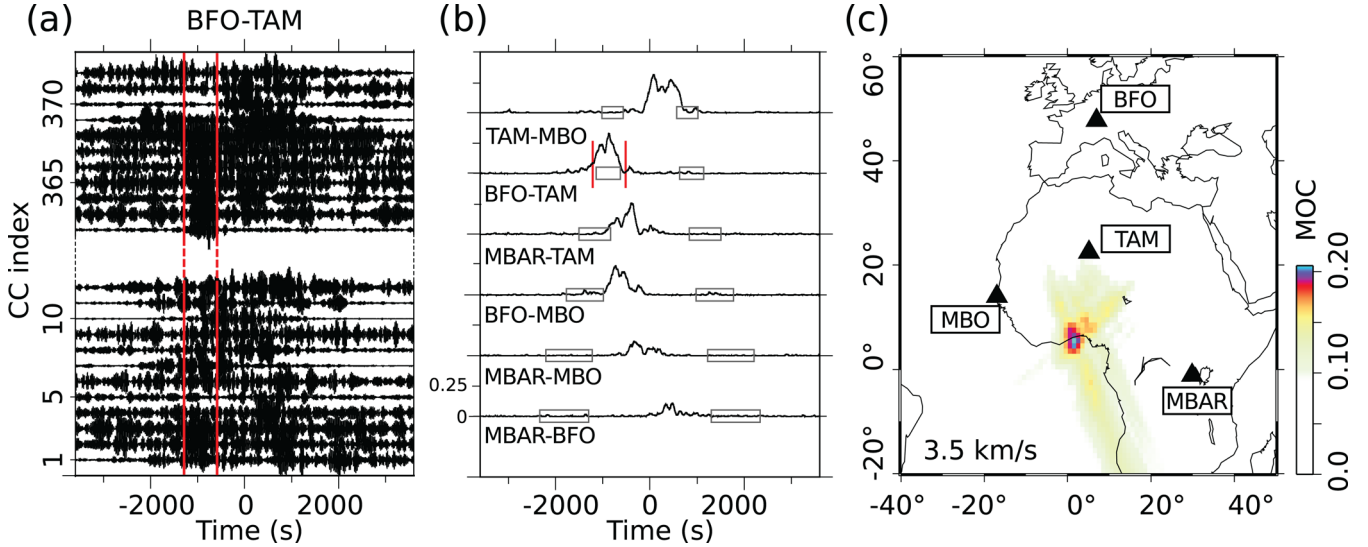 (a)
BFO-TAM
CC index
370
365
10
5
1
-2000 0 2000
Time (s)
(b)
TAM-MBO
BFO-TAM
MBAR-TAM
BFO-MBO
MBAR-MBO
0.25
0
MBAR-BFO
-2000 0 2000
Time (s)
(c)
60°
40°
20°
0°
-20°
BFO
TAM
MBO
MBAR
3.5 km/s
-40° -20° 0° 20° 40°
MOC
0.20
0.10
0.0